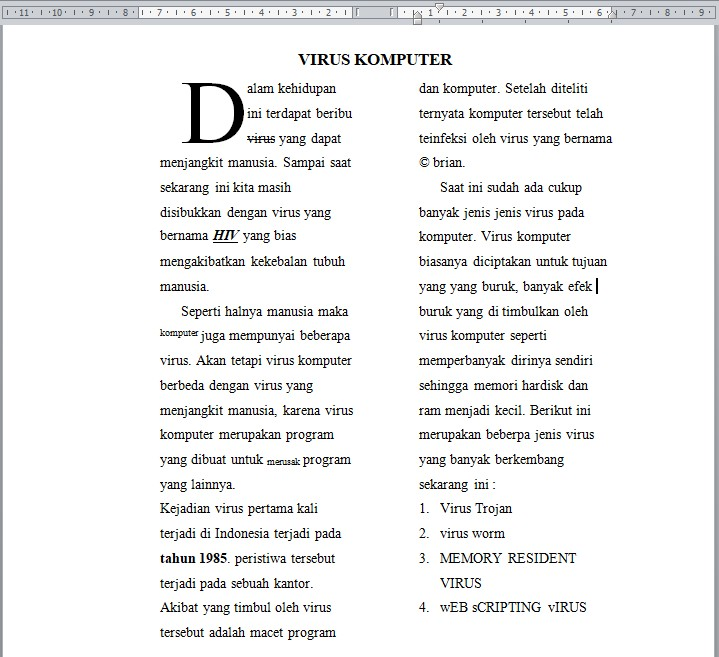 11 10 9 8 7 6 5 4 3 2 1 1 2 3 4 5 6 7 8 9
VIRUS KOMPUTER
Dalam kehidupan
ini terdapat beribu
virus yang dapat
menjangkit manusia. Sampai saat
sekarang ini kita masih
disibukkan dengan virus yang
bernama HIV yang bias
mengakibatkan kekebalan tubuh
manusia.
Seperti halnya manusia maka
komputer juga mempunyai beberapa
virus. Akan tetapi virus komputer
berbeda dengan virus yang
menjangkit manusia, karena virus
komputer merupakan program
yang dibuat untuk merusak program
yang lainnya.
Kejadian virus pertama kali
terjadi di Indonesia terjadi pada
tahun 1985. peristiwa tersebut
terjadi pada sebuah kantor.
Akibat yang timbul oleh virus
tersebut adalah macet program
dan komputer. Setelah diteliti
ternyata komputer tersebut telah
teinfeksi oleh virus yang bernama
© brian.
Saat ini sudah ada cukup
banyak jenis jenis virus pada
komputer. Virus komputer
biasanya diciptakan untuk tujuan
yang yang buruk, banyak efek
buruk yang di timbulkan oleh
virus komputer seperti
memperbanyak dirinya sendiri
sehingga memori hardisk dan
ram menjadi kecil. Berikut ini
merupakan beberpa jenis virus
yang banyak berkembang
sekarang ini :
1. Virus Trojan
2. virus worm
3. MEMORY RESIDENT
VIRUS
4. wEB sCRIPTING vIRUS